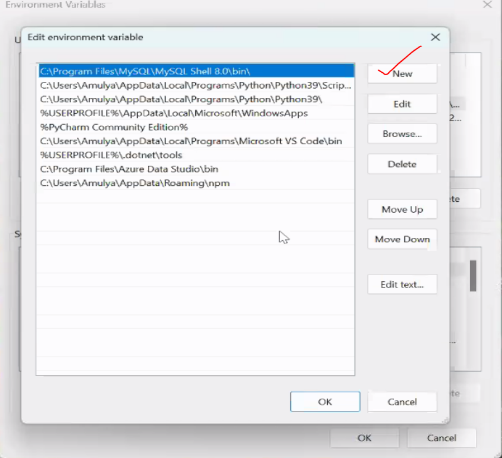 Environment Variables
Edit environment variable
C:\Program Files\MySQL\MySQL Shell 8.0\bin\
C:\Users\Amulya\AppData\Local\Programs\Python\Python39\Scrip...
C:\Users\Amulya\AppData\Local\Programs\Python\Python39\
%USERPROFILE%\AppData\Local\Microsoft\WindowsApps
%PyCharm Community Edition%
C:\Users\Amulya\AppData\Local\Programs\Microsoft VS Code\bin
%USERPROFILE%\.dotnet\tools
C:\Program Files\Azure Data Studio\bin
C:\Users\Amulya\AppData\Roaming\npm
New
Edit
Browse...
Delete
Move Up
Move Down
Edit text...
OK
Cancel
OK
Cancel